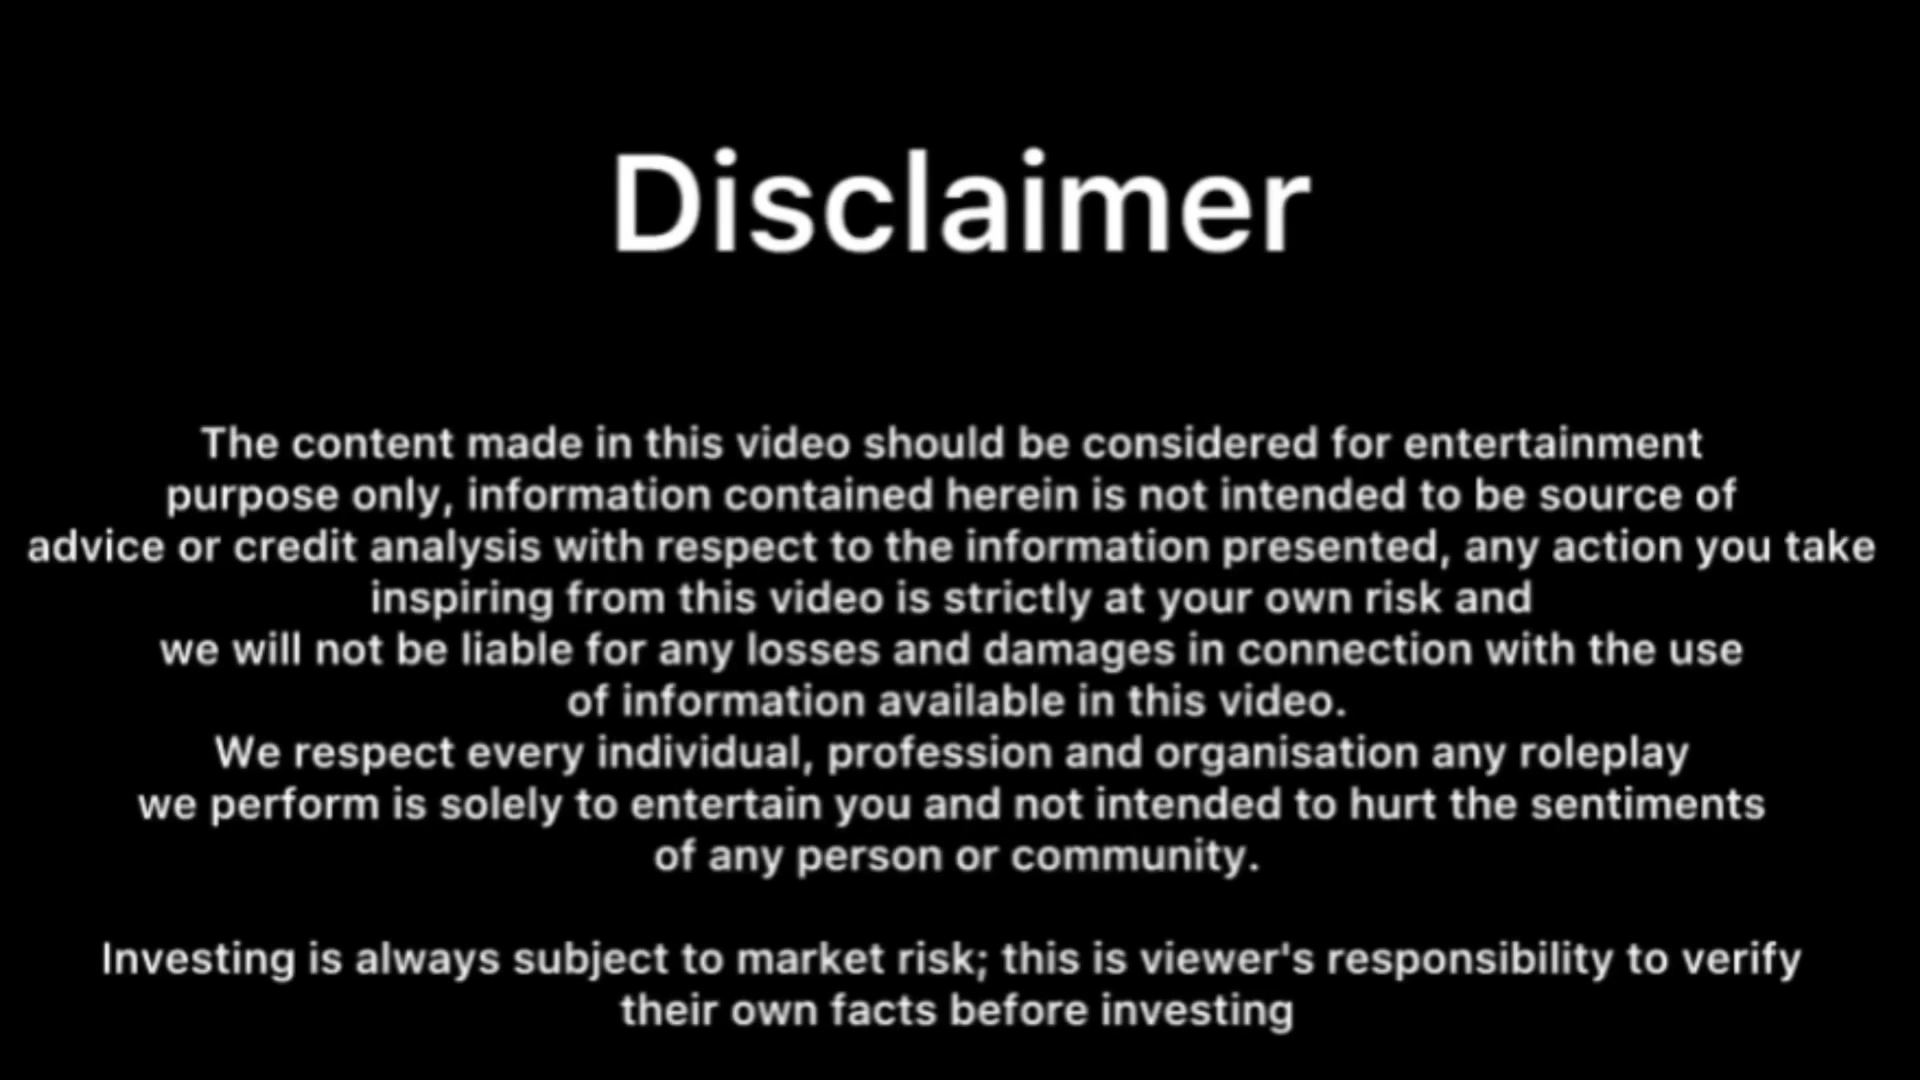 Disclaimer
The content made in this video should be considered for entertainment
purpose only, information contained herein is not intended to be source of
advice or credit analysis with respect to the information presented, any action you take
inspiring from this video is strictly at your own risk and
we will not be liable for any losses and damages in connection with the use
of information available in this video.
We respect every individual, profession and organisation any roleplay
we perform is solely to entertain you and not intended to hurt the sentiments
of any person or community.
Investing is always subject to market risk; this is viewer's responsibility to verify
their own facts before investing